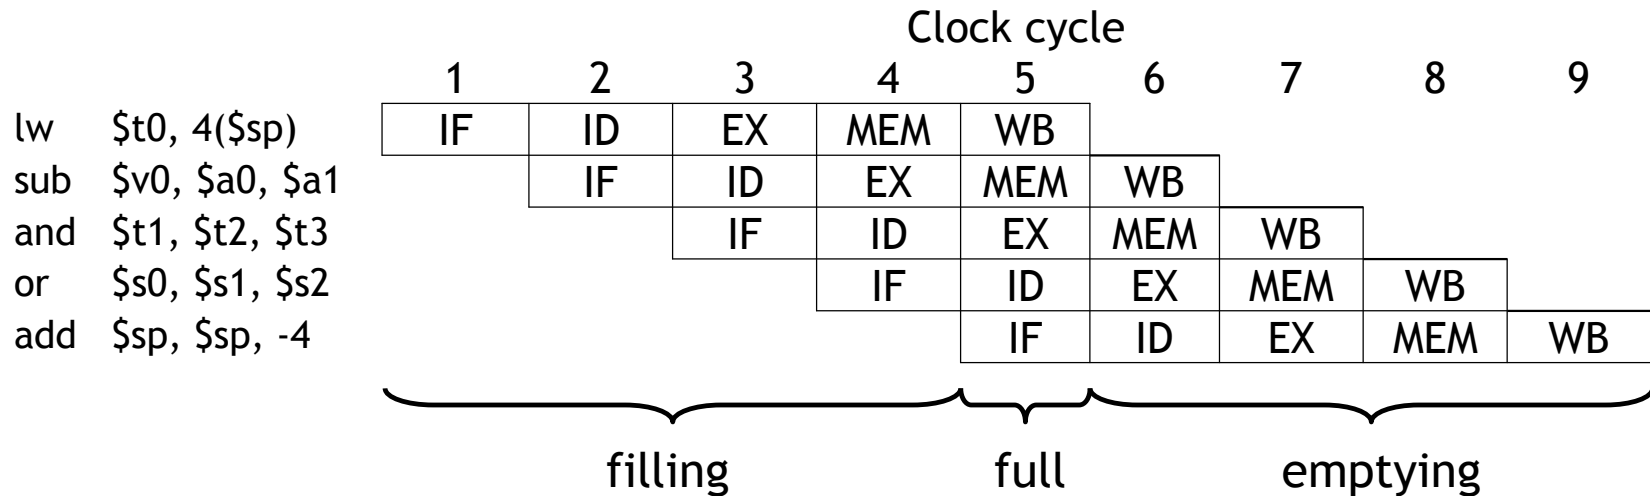 Clock cycle
1 2 3 4 5 6 7 8 9
lw $t0, 4($sp) IF ID EX MEM WB
sub $v0, $a0, $a1 IF ID EX MEM WB
and $t1, $t2, $t3 IF ID EX MEM WB
or $s0, $s1, $s2 IF ID EX MEM WB
add $sp, $sp, -4 IF ID EX MEM WB
filling full emptying